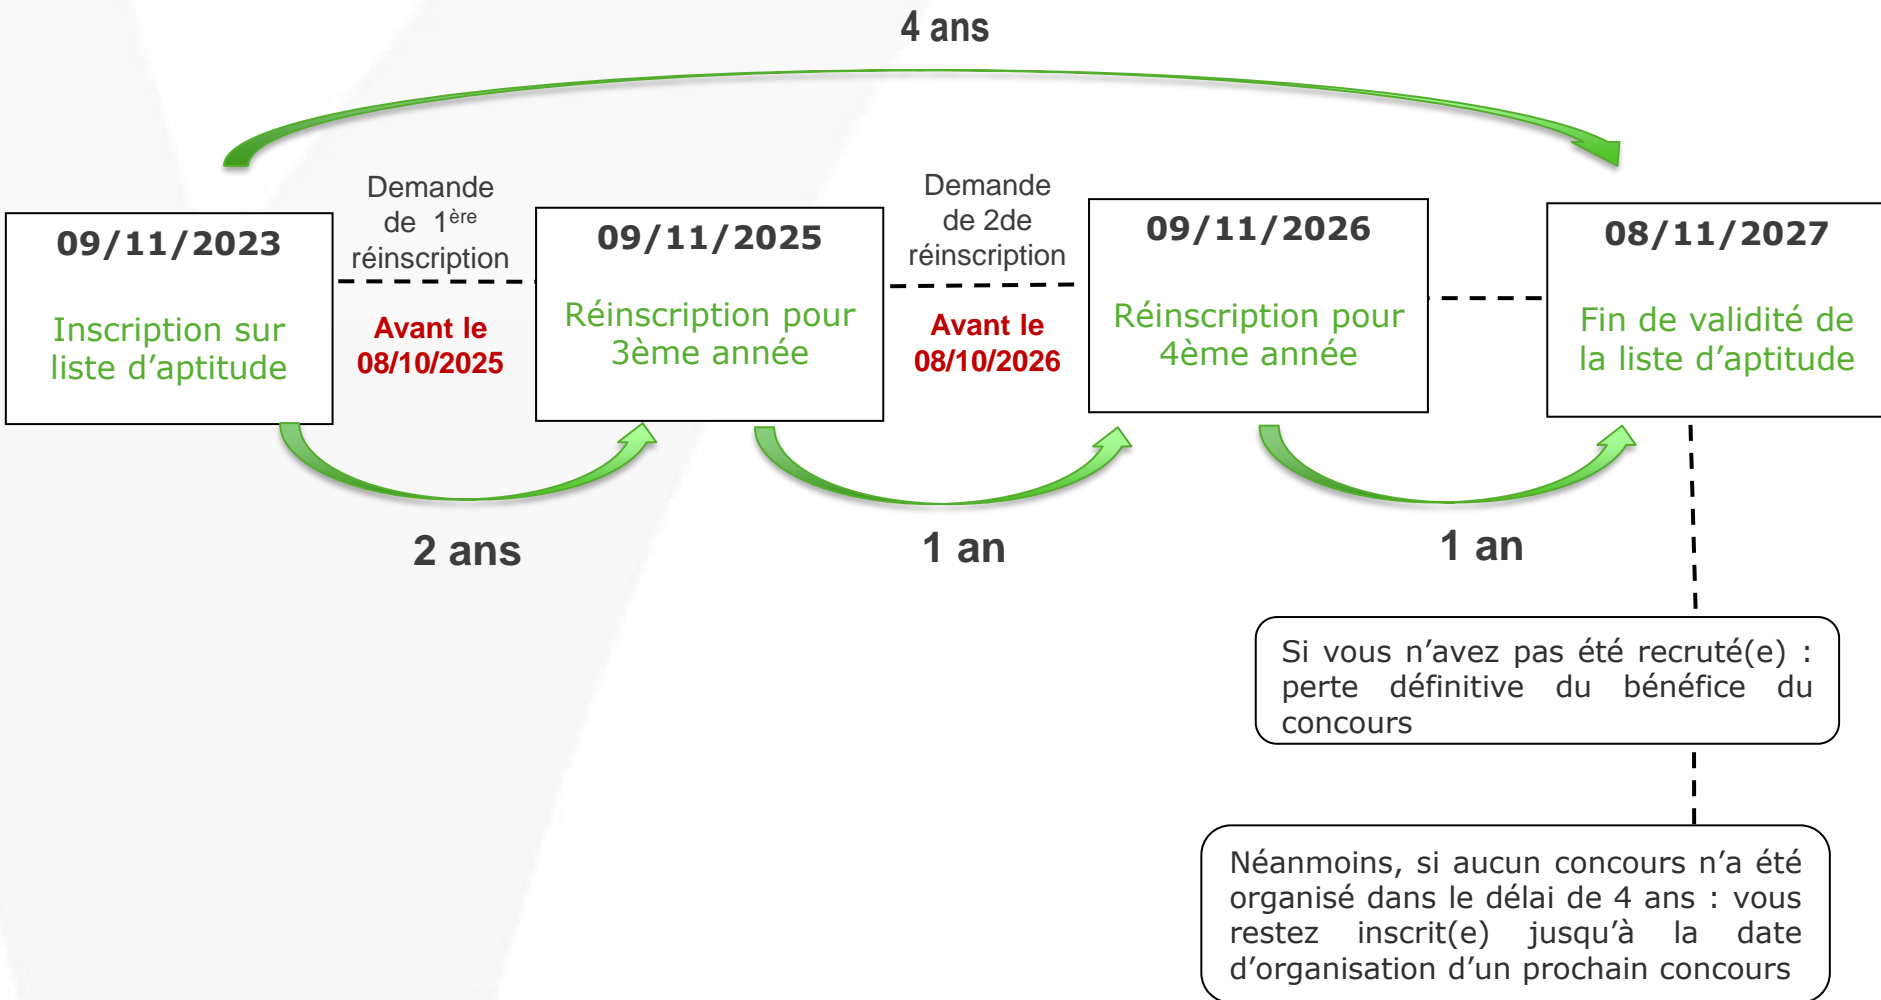 4 ans
09/11/2023
Inscription sur
liste d’aptitude
Demande
de 1ère
réinscription
Avant le
08/10/2025
09/11/2025
Réinscription pour
3ème année
Demande
de 2de
réinscription
Avant le
08/10/2026
09/11/2026
Réinscription pour
4ème année
08/11/2027
Fin de validité de
la liste d’aptitude
2 ans
1 an
1 an
Si vous n’avez pas été recruté(e) :
perte définitive du bénéfice du
concours
Néanmoins, si aucun concours n’a été
organisé dans le délai de 4 ans : vous
restez inscrit(e) jusqu’à la date
d’organisation d’un prochain concours